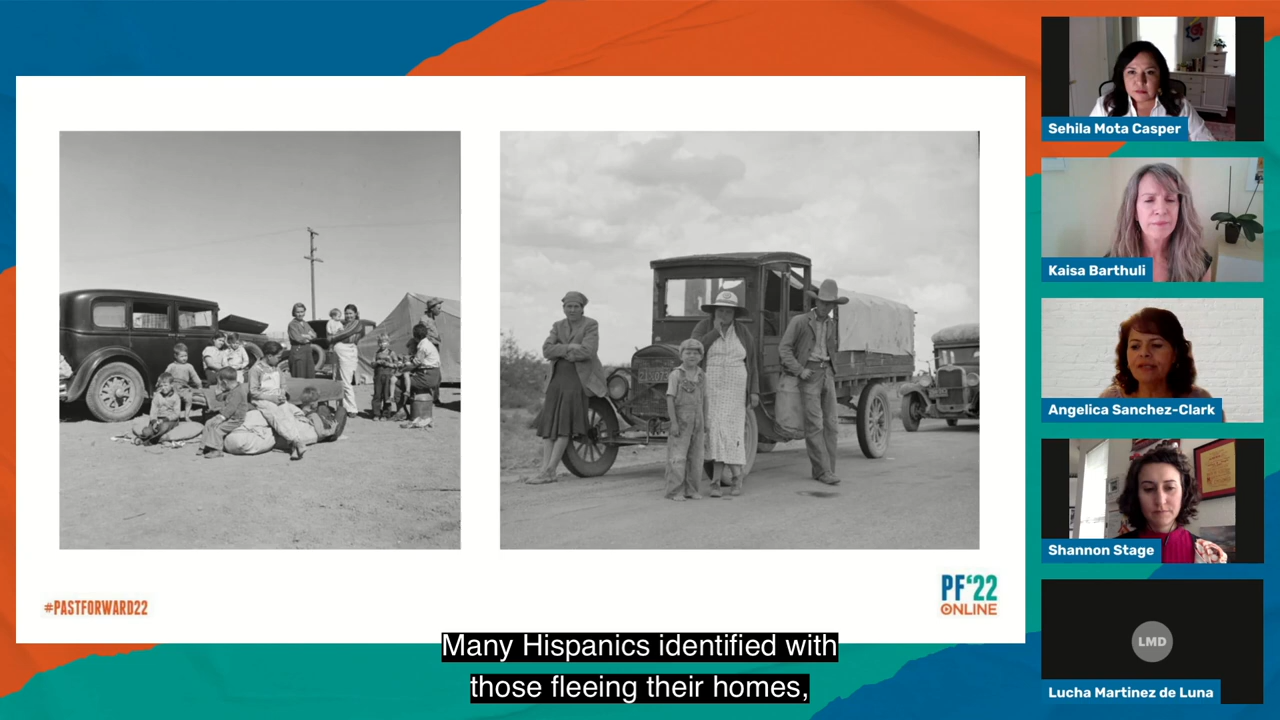 Sehila Mota Casper
Kaisa Barthuli
Angelica Sanchez-Clark
Shannon Stage
LMD
Lucha Martinez de Luna
#PASTFORWARD22
PF'22
ONLINE
Many Hispanics identified with
those fleeing their homes,